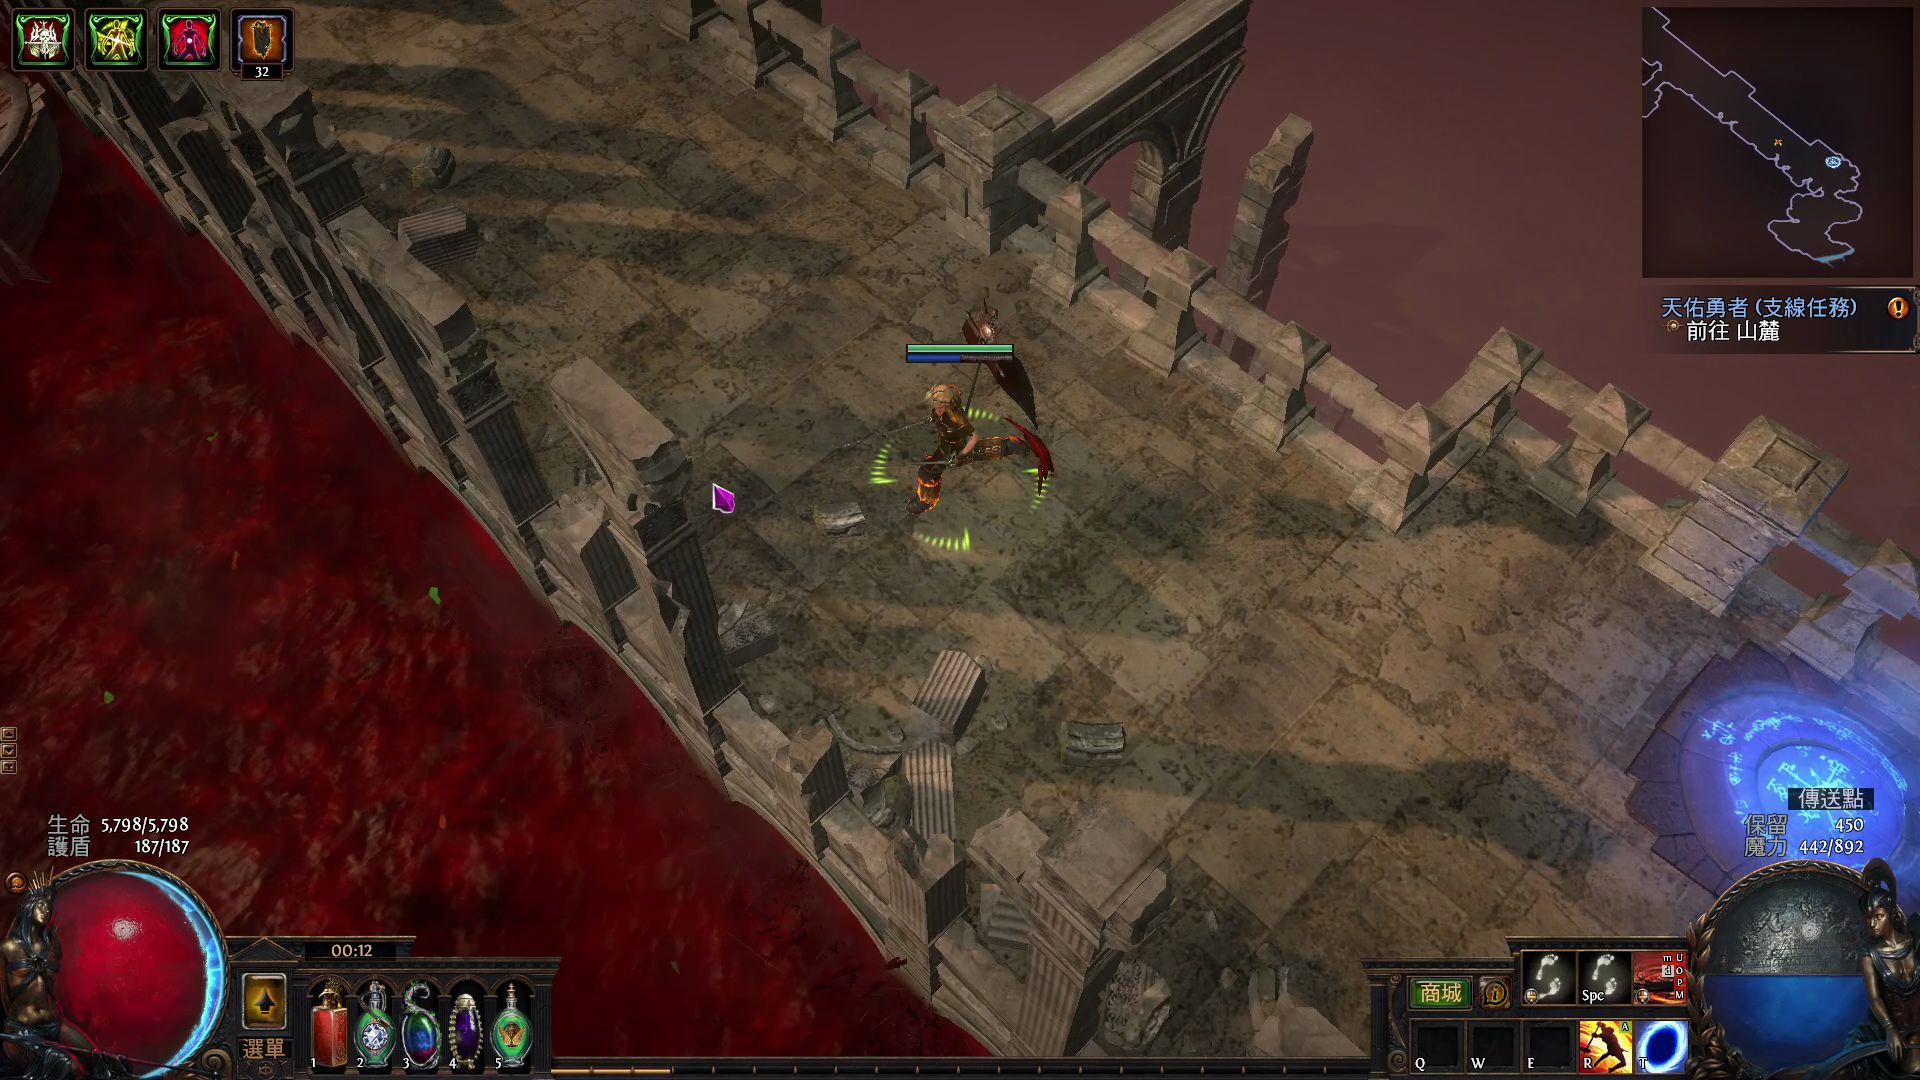 32
天佑勇者 (支線任務)
前往 山麓
傳送點
生命 5,798/5,798
護盾 187/187
保留 450
魔力 442/892
00:12
選單
1 2 3 4 5
商城
Spc
m U
d O
P
M
Q W E R A T